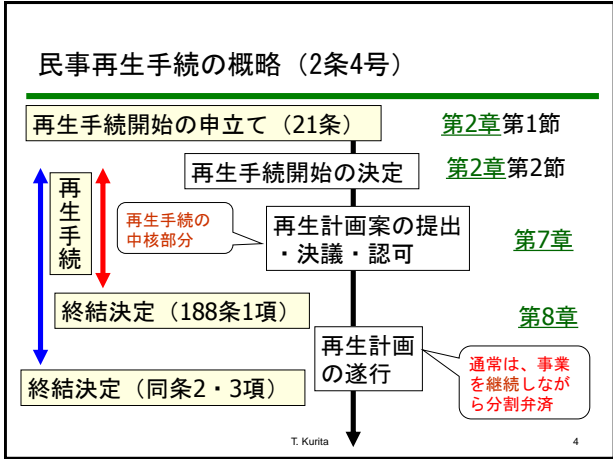 民事再生手続の概略（2条4号）
再生手続開始の申立て（21条）
第2章第1節
再生手続開始の決定
第2章第2節
再生手続
再生手続の
中核部分
再生計画案の提出
・決議・認可
第7章
終結決定（188条1項）
第8章
再生計画
の遂行
通常は、事業
を継続しなが
ら分割弁済
終結決定（同条2・3項）
T. Kurita
4